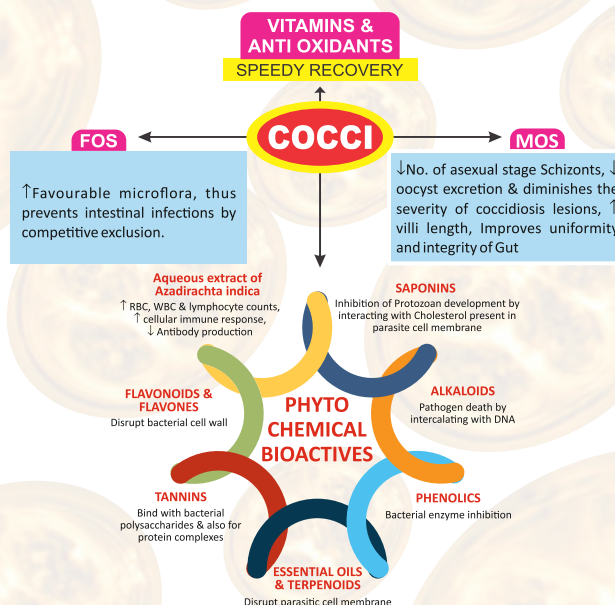 VITAMINS &
ANTI OXIDANTS
SPEEDY RECOVERY
COCCI
FOS
↑Favourable microflora, thus
prevents intestinal infections by
competitive exclusion.
MOS
↓No. of asexual stage Schizonts, ↓
oocyst excretion & diminishes the
severity of coccidiosis lesions, ↑
villi length, Improves uniformity
and integrity of Gut
Aqueous extract of
Azadirachta indica
↑ RBC, WBC & lymphocyte counts,
↑ cellular immune response,
↓ Antibody production
SAPONINS
Inhibition of Protozoan development by
interacting with Cholesterol present in
parasite cell membrane
FLAVONOIDS &
FLAVONES
Disrupt bacterial cell wall
PHYTO
CHEMICAL
BIOACTIVES
ALKALOIDS
Pathogen death by
intercalating with DNA
TANNINS
Bind with bacterial
polysaccharides & also for
protein complexes
PHENOLICS
Bacterial enzyme inhibition
ESSENTIAL OILS
& TERPENOIDS
Disrupt parasitic cell membrane